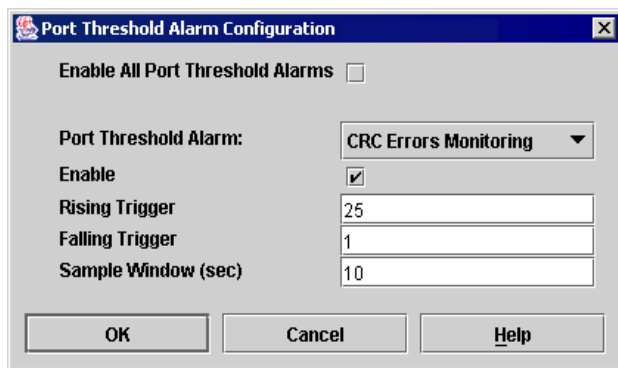 Port Threshold Alarm Configuration
Enable All Port Threshold Alarms
Port Threshold Alarm: CRC Errors Monitoring
Enable
Rising Trigger 25
Falling Trigger 1
Sample Window (sec) 10
OK Cancel Help